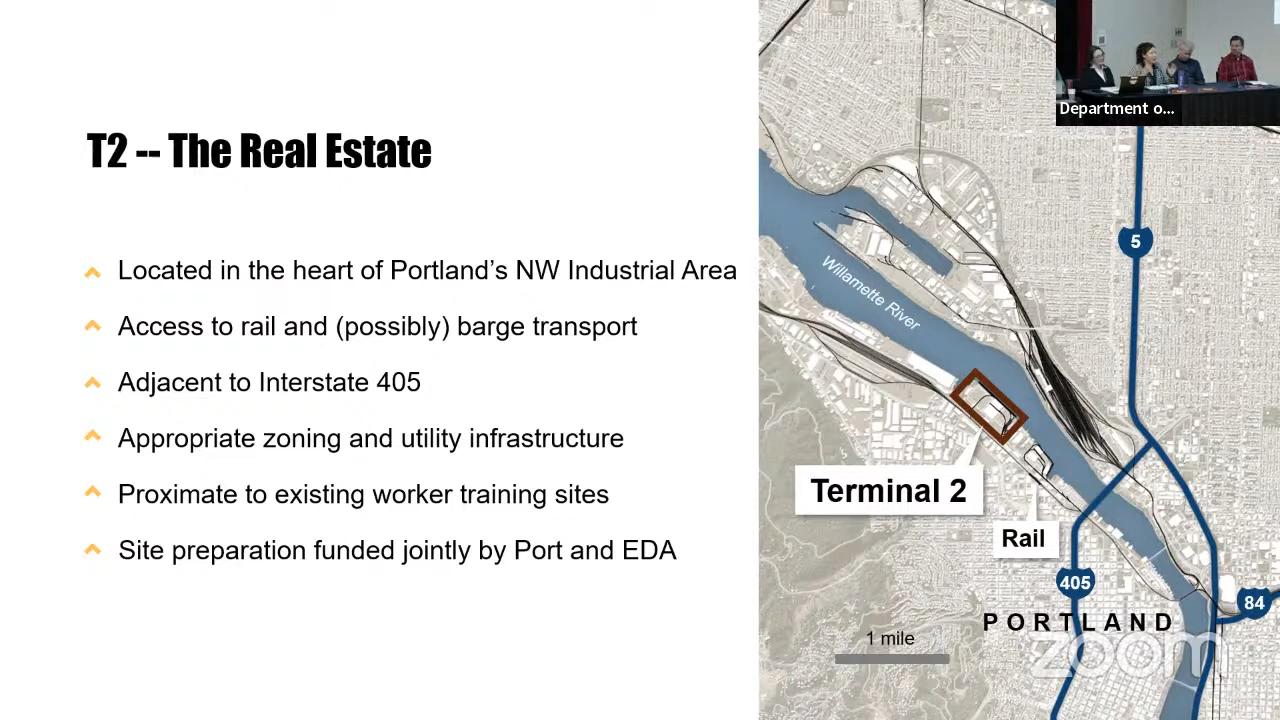 Department o...
T2 -- The Real Estate
Located in the heart of Portland's NW Industrial Area
Access to rail and (possibly) barge transport
Adjacent to Interstate 405
Appropriate zoning and utility infrastructure
Proximate to existing worker training sites
Site preparation funded jointly by Port and EDA
5
Willamette River
Terminal 2
Rail
405
84
PORTLAND
1 mile
zoom